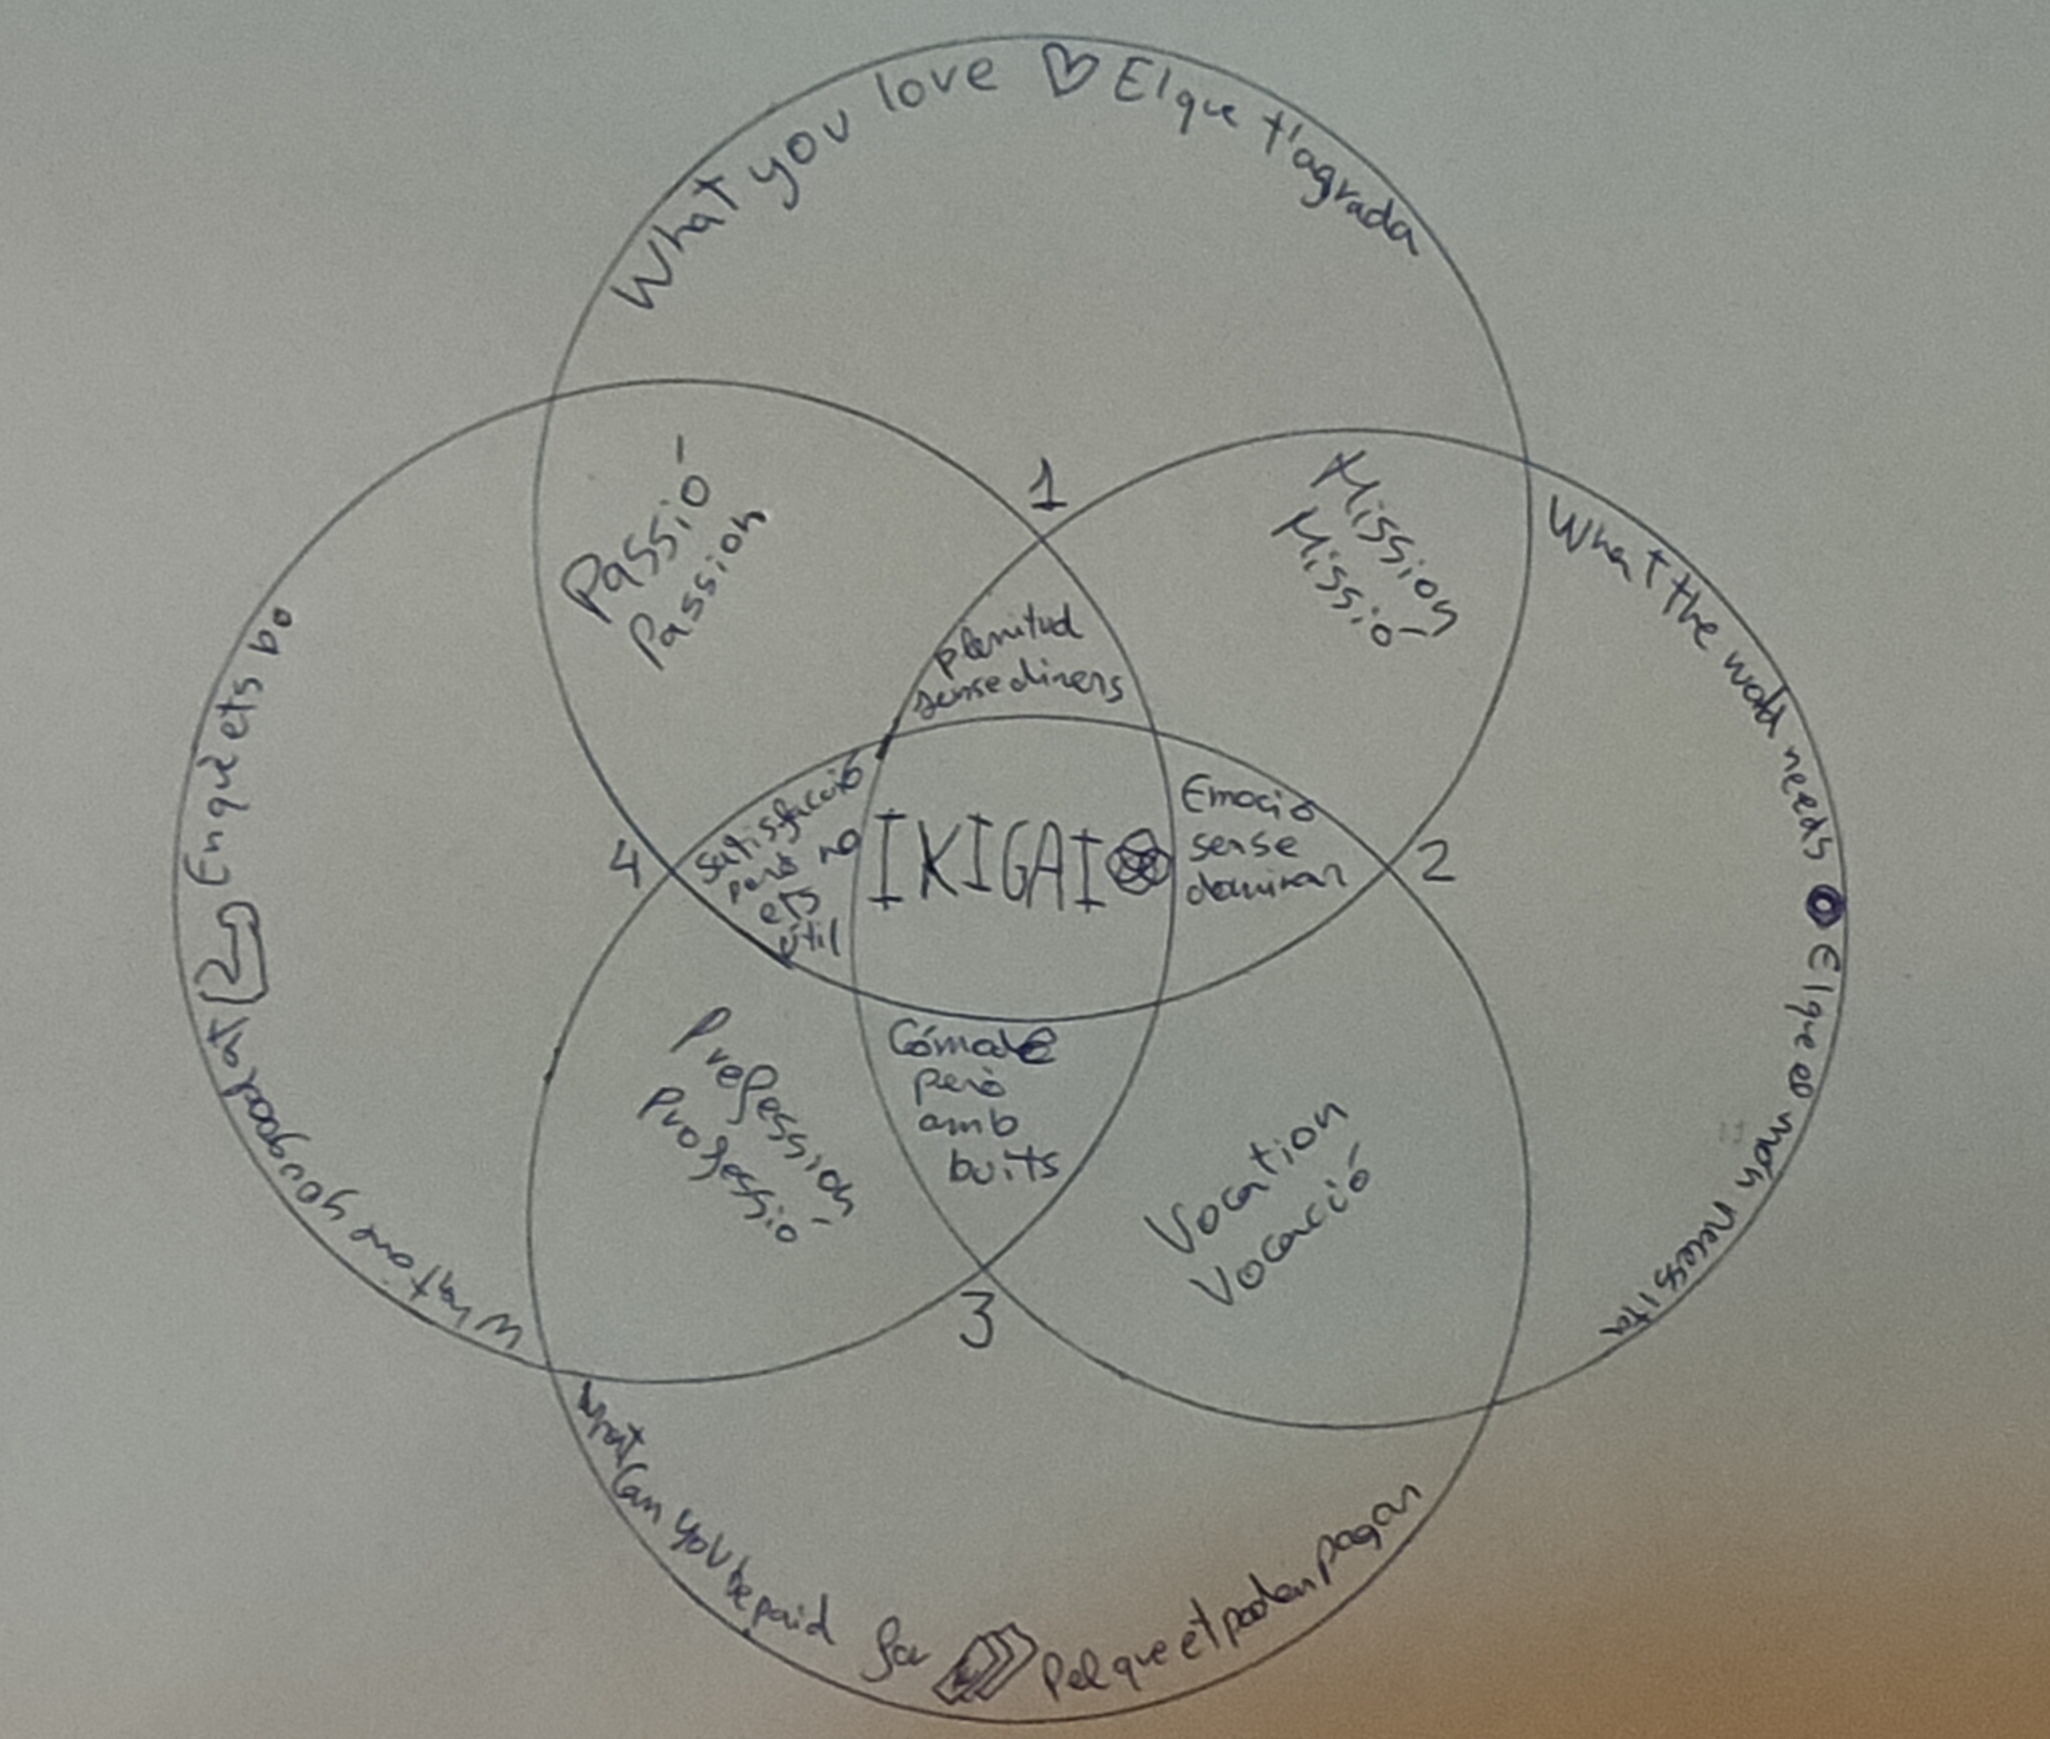 What you love
El que t'agrada
1
Passió
Passion
Mission
Missió
What the world needs
El que el món necessita
plenitud
sense diners
En què ets bo
What are you good at
4
Satisfacció
però no
ets
útil
IKIGAI
Emoció
sense
dominar
2
Còmode
però
amb
buits
Profession
Professió
3
Vocation
Vocació
What Can you be paid for
Pel que et poden pagar